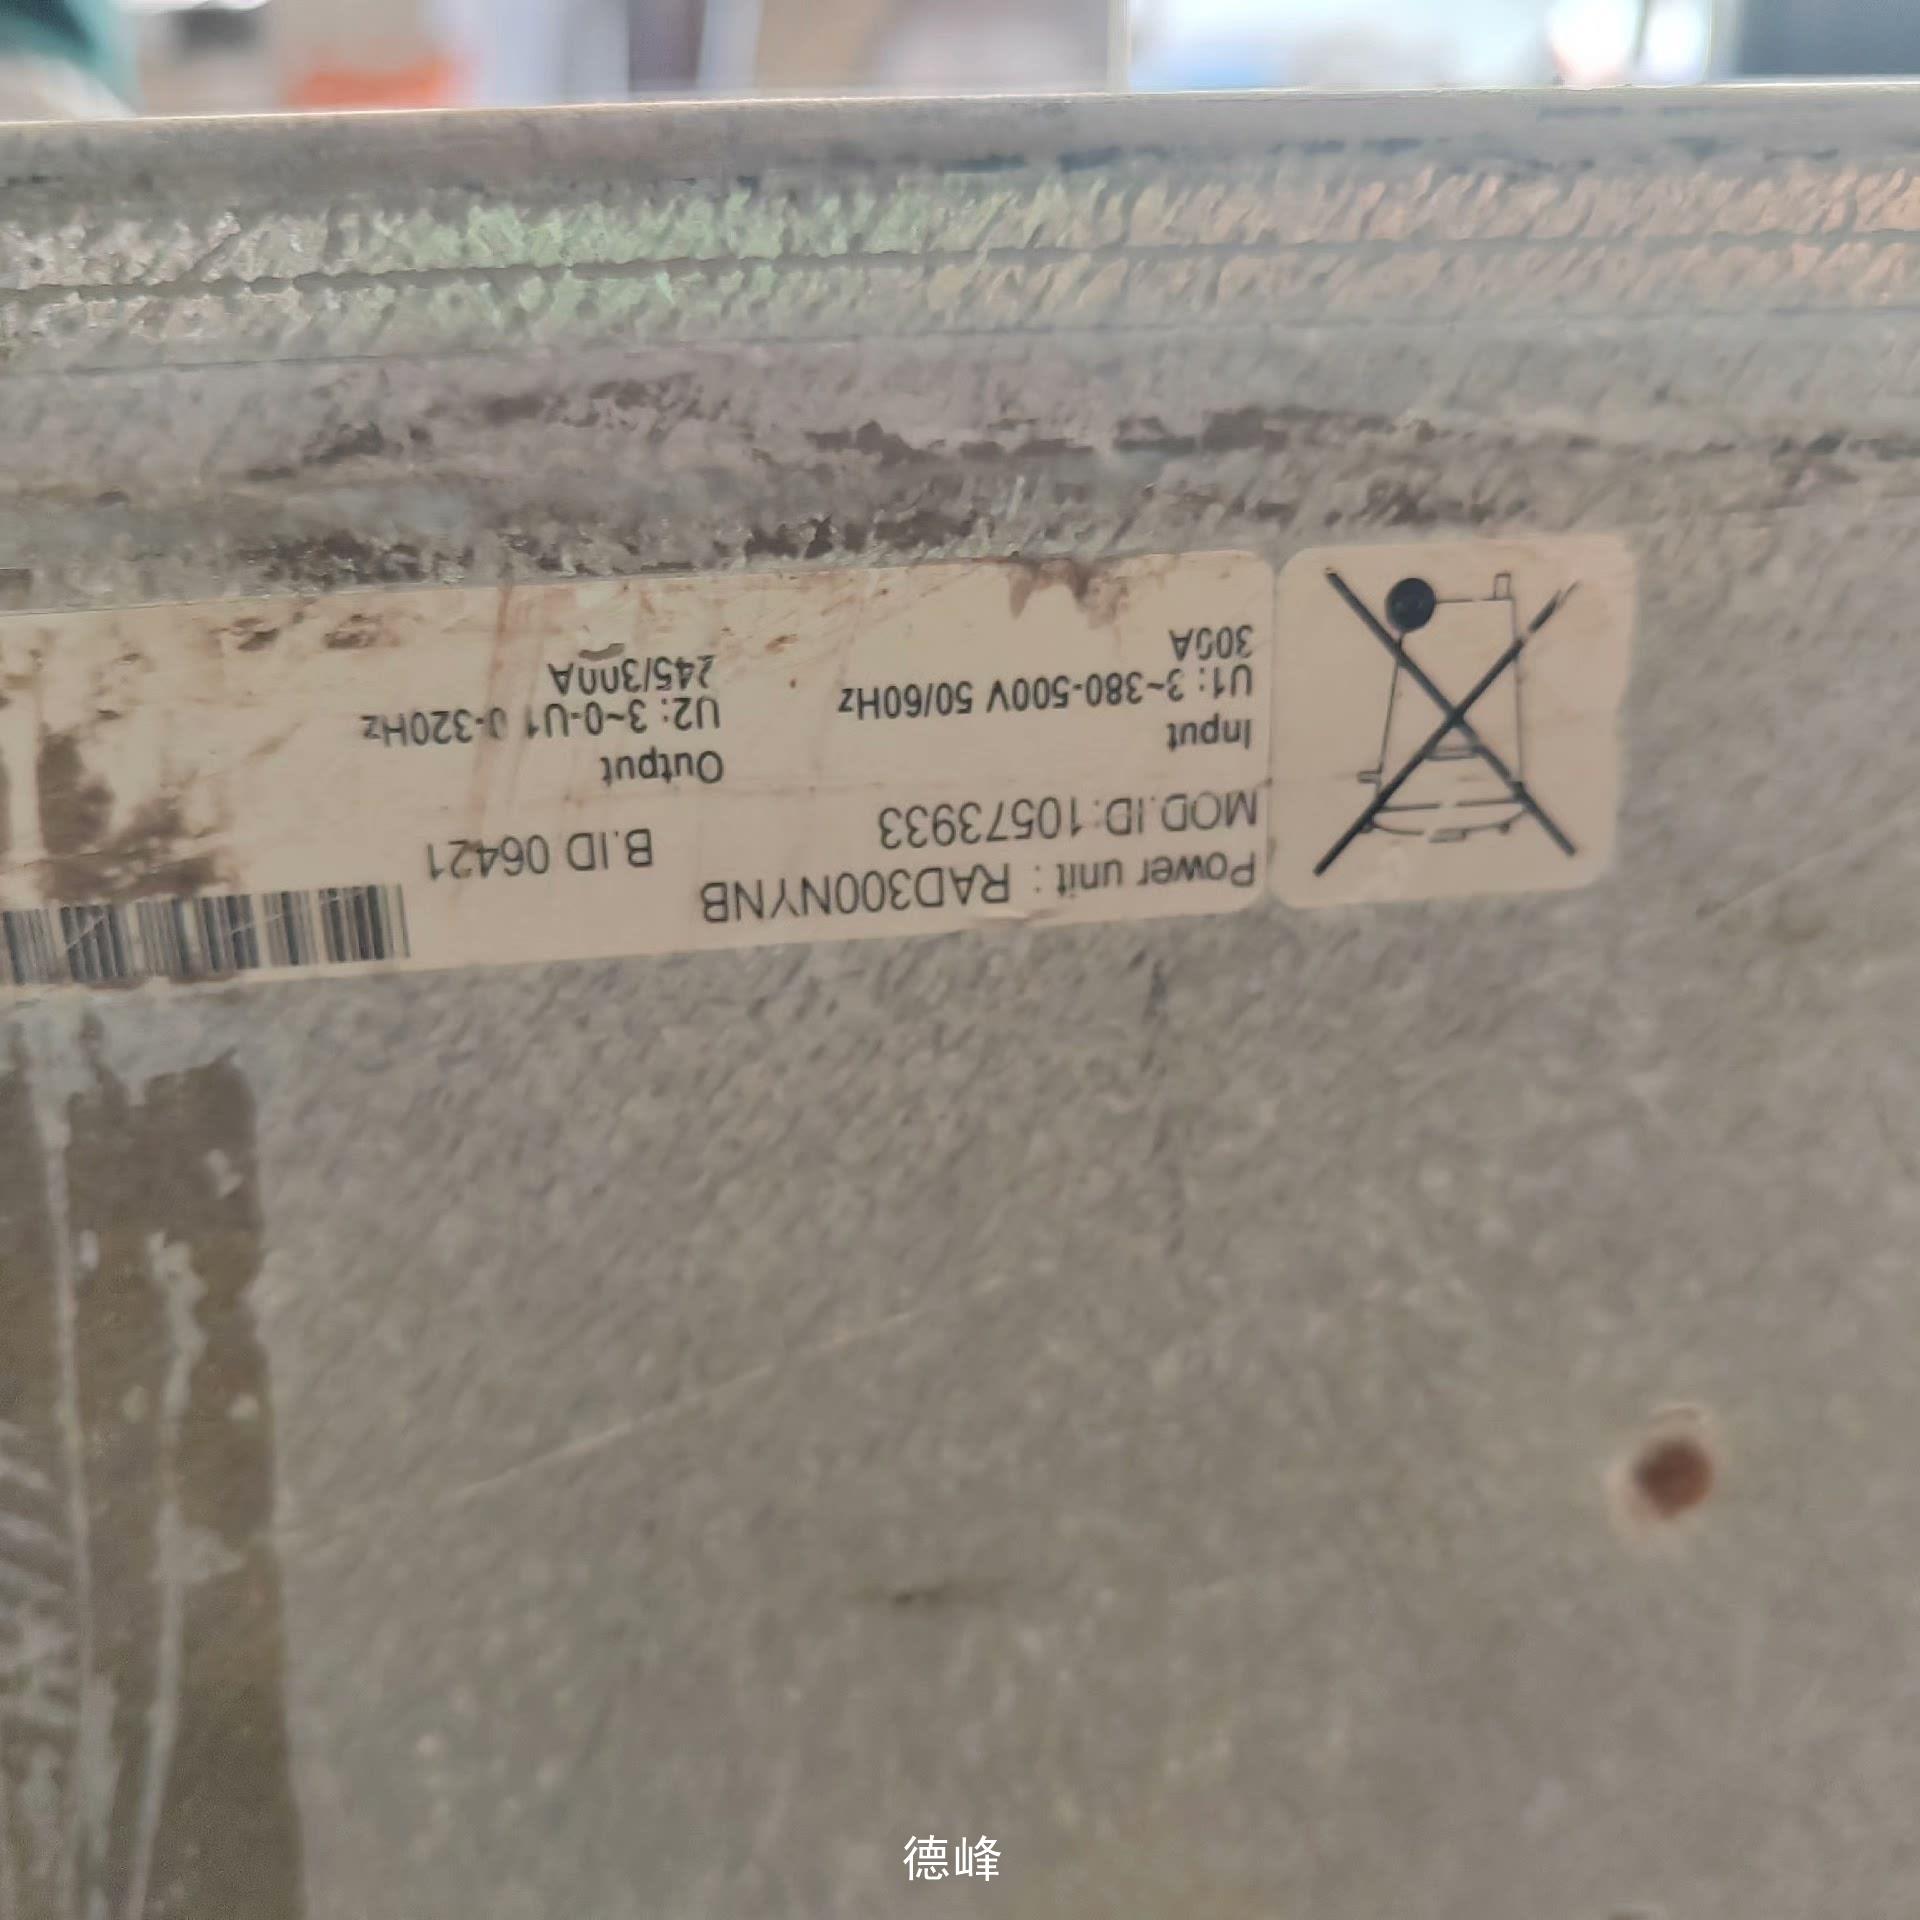 Power unit : RAD300NYNB
MOD.ID:10573933
B.ID 06421
Input
U1: 3~380-500V 50/60Hz
300A
Output
U2: 3~0-U1 0-320Hz
245/300A
德峰